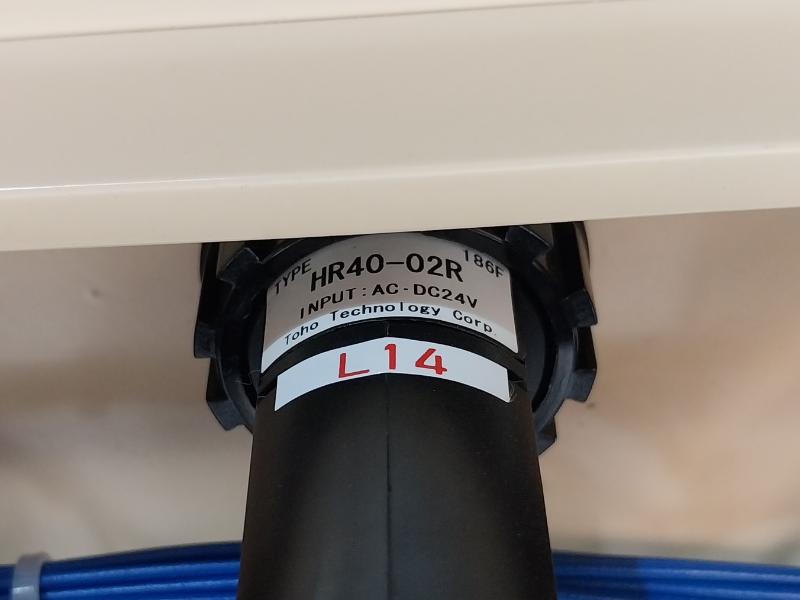 TYPE HR40-02R 186F
INPUT:AC·DC24V
Toho Technology Corp.
L14